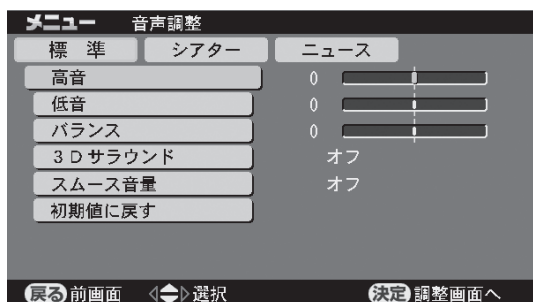 メニュー 音声調整
標 準 シアター ニュース
高音 0
低音 0
バランス 0
3Dサラウンド オフ
スムース音量 オフ
初期値に戻す
戻る 前画面 選択 決定 調整画面へ